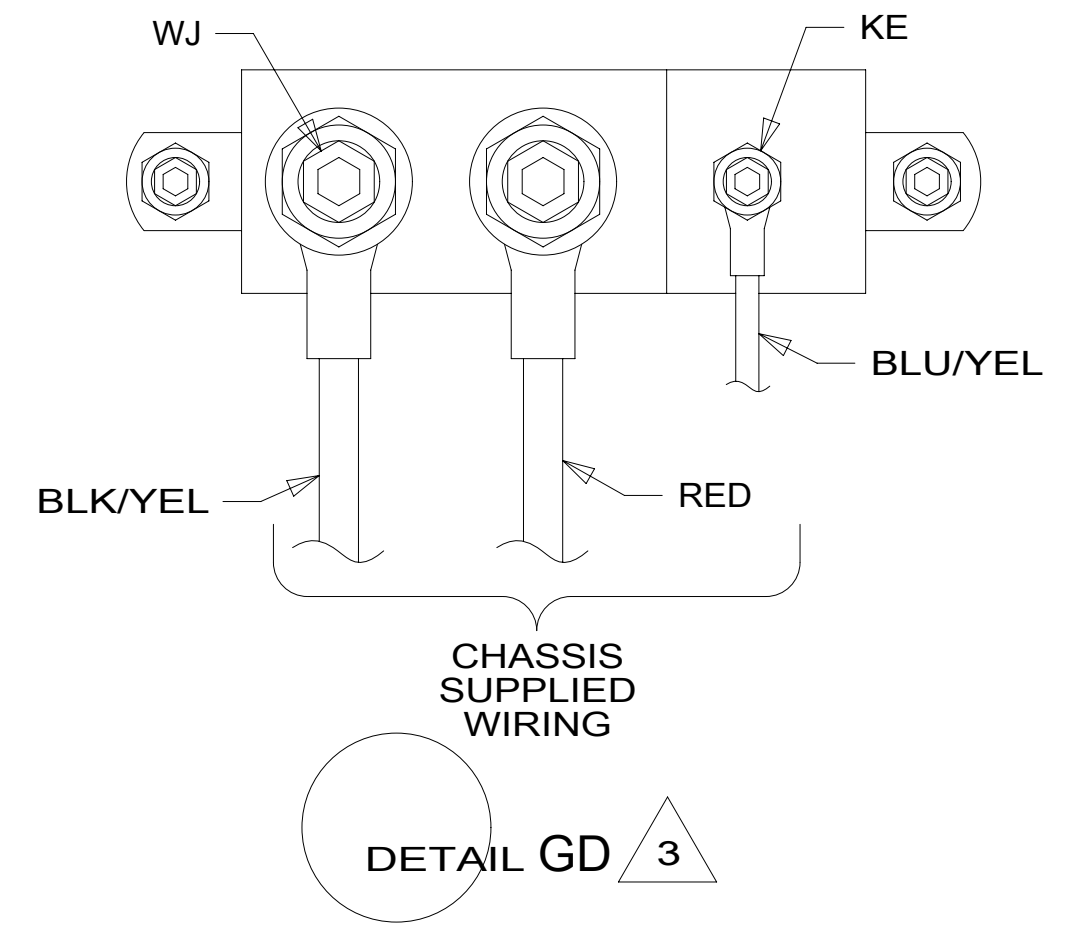 WJ
KE
BLU/YEL
BLK/YEL
RED
CHASSIS
SUPPLIED
WIRING
DETAIL GD 3